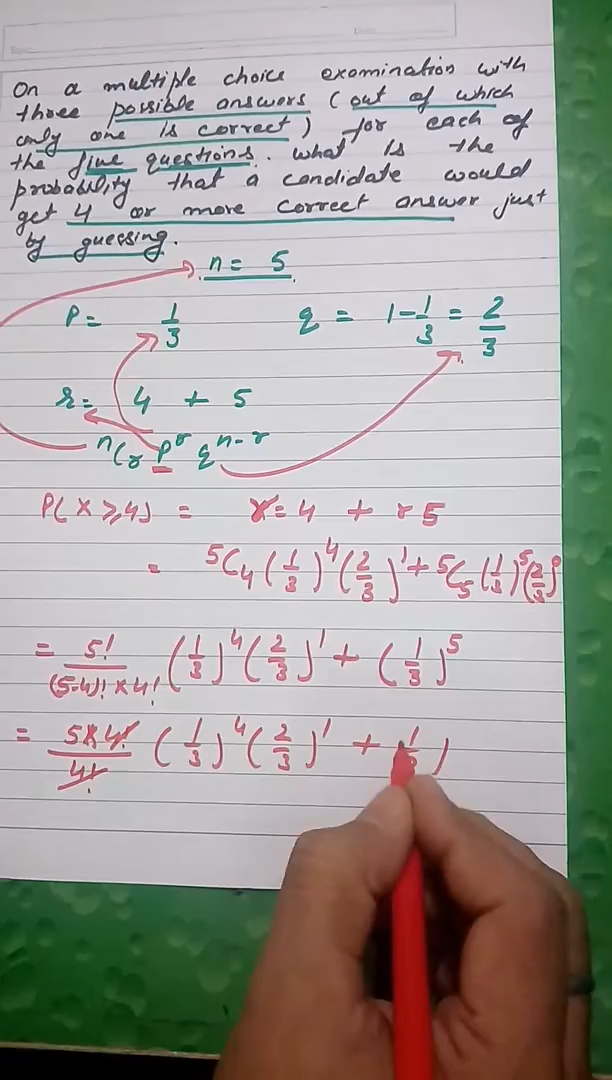 On a multiple choice examination with
three possible answers (out of which
only one is correct) for each of
the five questions. what is the
probability that a candidate would
get 4 or more correct answer just
by guessing.
n = 5
P = 1/3 q = 1 - 1/3 = 2/3
r = 4 + 5
nCr p^r q^n-r
P(X ⩾ 4) = r = 4 + r 5
= 5C4 (1/3)^4 (2/3)^1 + 5C5 (1/3)^5 (2/3)^0
= 5!/(5-4)! × 4! (1/3)^4 (2/3)^1 + (1/3)^5
= 5×4!/4! (1/3)^4 (2/3)^1 + 1/3 )